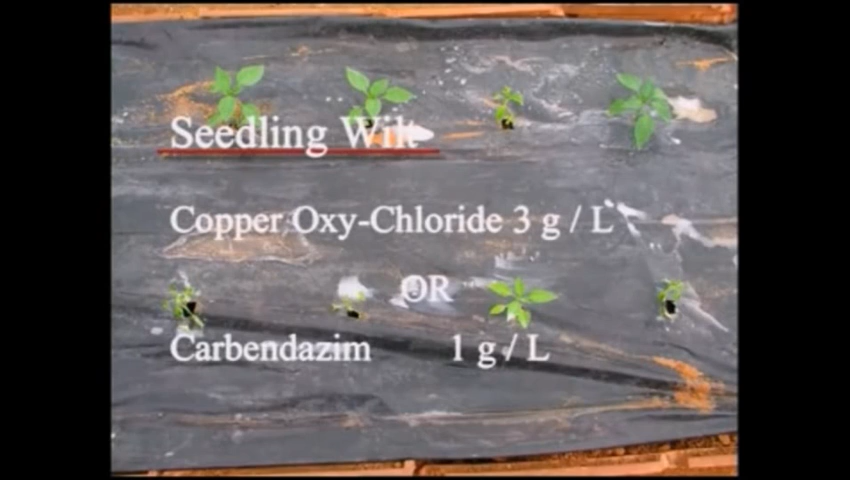 Seedling Wilt
Copper Oxy-Chloride 3 g / L
OR
Carbendazim 1 g / L